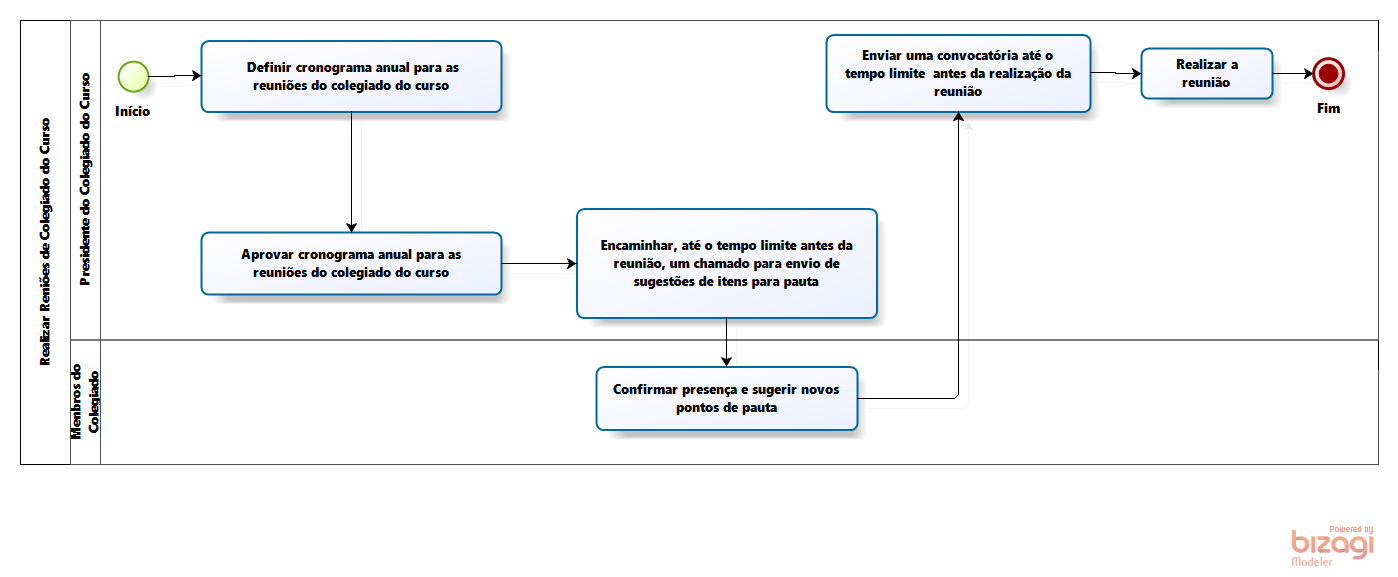 Realizar Reniões de Colegiado do Curso
Presidente do Colegiado do Curso
Início
Definir cronograma anual para as
reuniões do colegiado do curso
Aprovar cronograma anual para as
reuniões do colegiado do curso
Encaminhar, até o tempo limite antes da
reunião, um chamado para envio de
sugestões de itens para pauta
Enviar uma convocatória até o
tempo limite antes da realização da
reunião
Realizar a
reunião
Fim
Membros do
Colegiado
Confirmar presença e sugerir novos
pontos de pauta
Powered by
bizagi
Modeler